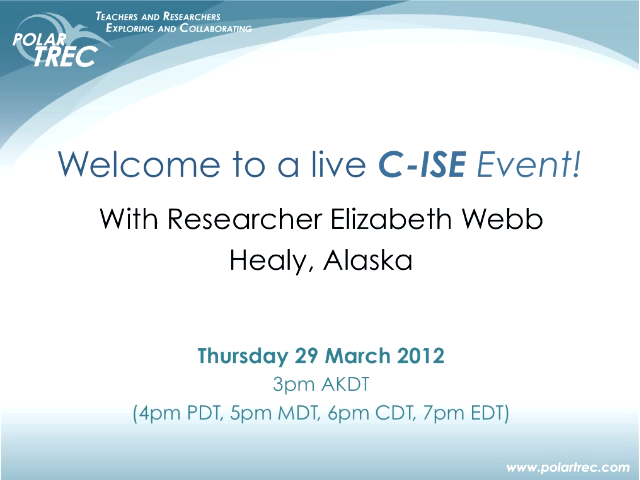 TEACHERS AND RESEARCHERS
EXPLORING AND COLLABORATING
POLAR
TREC
Welcome to a live C-ISE Event!
With Researcher Elizabeth Webb
Healy, Alaska
Thursday 29 March 2012
3pm AKDT
(4pm PDT, 5pm MDT, 6pm CDT, 7pm EDT)
www.polartrec.com